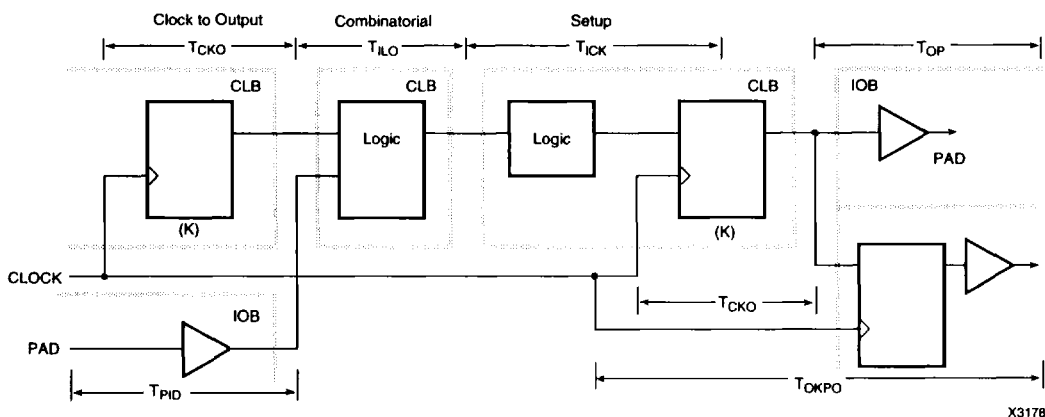 Clock to Output Combinatorial Setup
TCKO TILO TICK TOP
CLB CLB CLB IOB
Logic Logic
PAD
(K) (K)
CLOCK
TCKO
IOB
PAD
TPID TOKPO
X3178